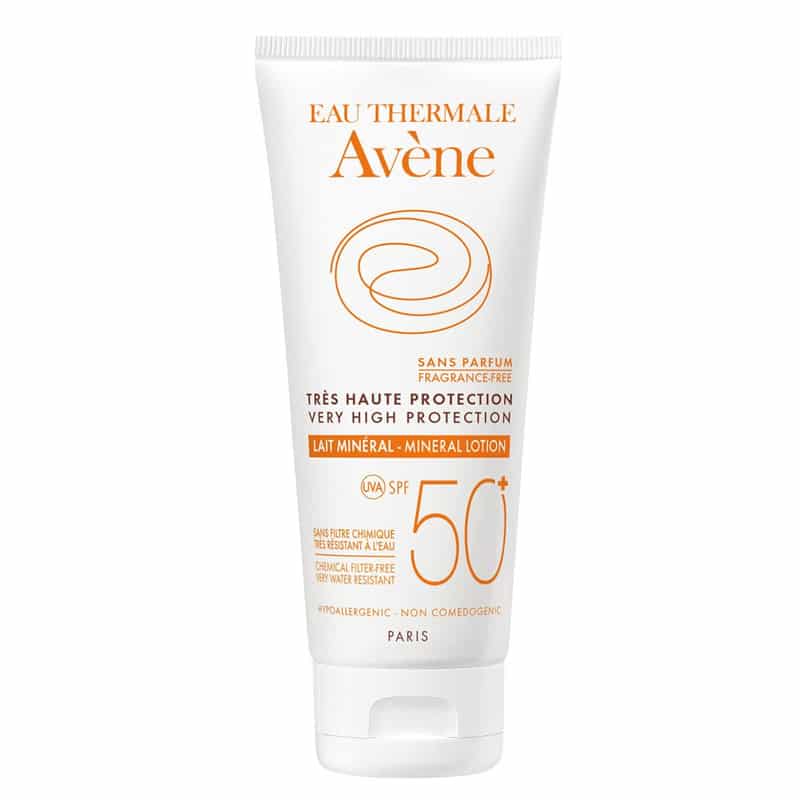 EAU THERMALE
Avène
SANS PARFUM
FRAGRANCE-FREE
TRÈS HAUTE PROTECTION
VERY HIGH PROTECTION
LAIT MINÉRAL - MINERAL LOTION
UVA SPF 50+
SANS FILTRE CHIMIQUE
TRÈS RÉSISTANT À L'EAU
CHEMICAL FILTER-FREE
VERY WATER RESISTANT
HYPOALLERGENIC - NON COMEDOGENIC
PARIS